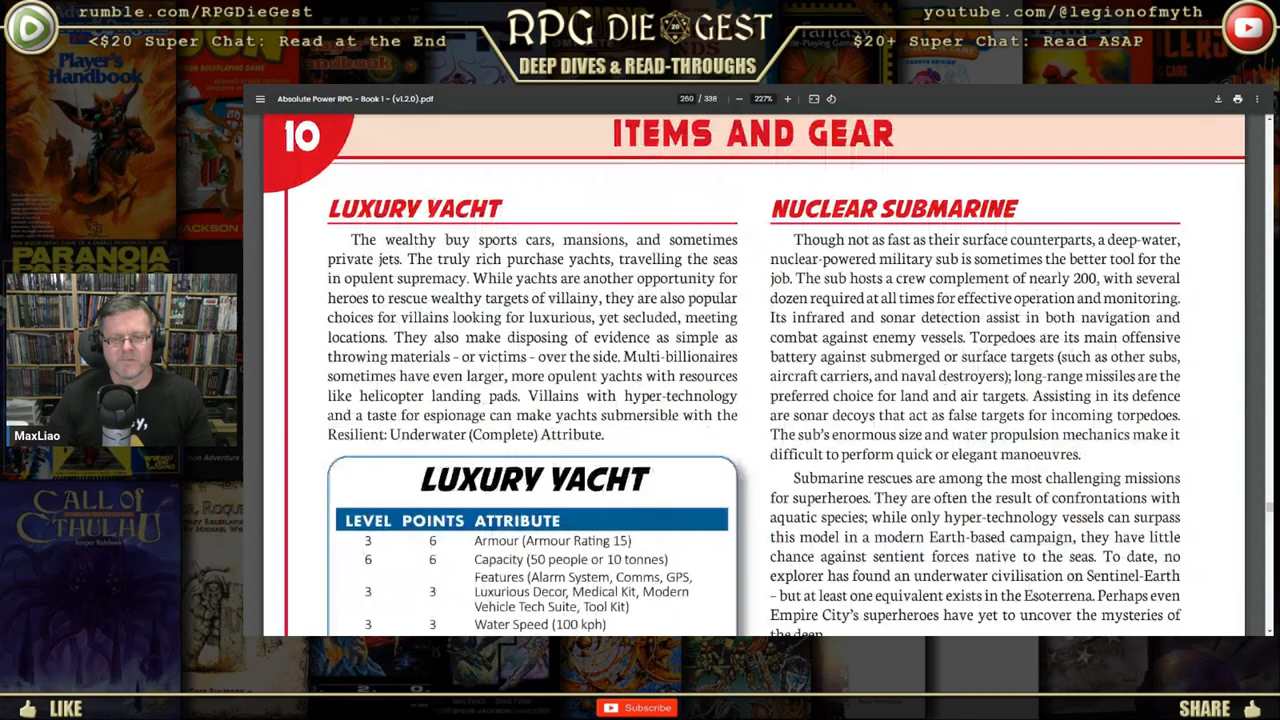 rumble.com/RPGDieGest
<$20 Super Chat: Read at the End
RPG DIE GEST
20
DEEP DIVES & READ-THROUGHS
youtube.com/@legionofmyth
$20+ Super Chat: Read ASAP
Player's
Handbook
PARANOIA
JACKSON
CALL OF
CTHULHU
MaxLiao
Absolute Power RPG - Book 1 - (v1.2.0).pdf
260 / 338
227%
10
ITEMS AND GEAR
LUXURY YACHT
The wealthy buy sports cars, mansions, and sometimes
private jets. The truly rich purchase yachts, travelling the seas
in opulent supremacy. While yachts are another opportunity for
heroes to rescue wealthy targets of villainy, they are also popular
choices for villains looking for luxurious, yet secluded, meeting
locations. They also make disposing of evidence as simple as
throwing materials – or victims – over the side. Multi-billionaires
sometimes have even larger, more opulent yachts with resources
like helicopter landing pads. Villains with hyper-technology
and a taste for espionage can make yachts submersible with the
Resilient: Underwater (Complete) Attribute.
LUXURY YACHT
LEVEL POINTS ATTRIBUTE
3 6 Armour (Armour Rating 15)
6 6 Capacity (50 people or 10 tonnes)
3 3 Features (Alarm System, Comms, GPS,
Luxurious Decor, Medical Kit, Modern
Vehicle Tech Suite, Tool Kit)
3 3 Water Speed (100 kph)
NUCLEAR SUBMARINE
Though not as fast as their surface counterparts, a deep-water,
nuclear-powered military sub is sometimes the better tool for the
job. The sub hosts a crew complement of nearly 200, with several
dozen required at all times for effective operation and monitoring.
Its infrared and sonar detection assist in both navigation and
combat against enemy vessels. Torpedoes are its main offensive
battery against submerged or surface targets (such as other subs,
aircraft carriers, and naval destroyers); long-range missiles are the
preferred choice for land and air targets. Assisting in its defence
are sonar decoys that act as false targets for incoming torpedoes.
The sub's enormous size and water propulsion mechanics make it
difficult to perform quick or elegant manoeuvres.
Submarine rescues are among the most challenging missions
for superheroes. They are often the result of confrontations with
aquatic species; while only hyper-technology vessels can surpass
this model in a modern Earth-based campaign, they have little
chance against sentient forces native to the seas. To date, no
explorer has found an underwater civilisation on Sentinel-Earth
– but at least one equivalent exists in the Esoterrena. Perhaps even
Empire City's superheroes have yet to uncover the mysteries of
the deep.
LIKE
Subscribe
SHARE